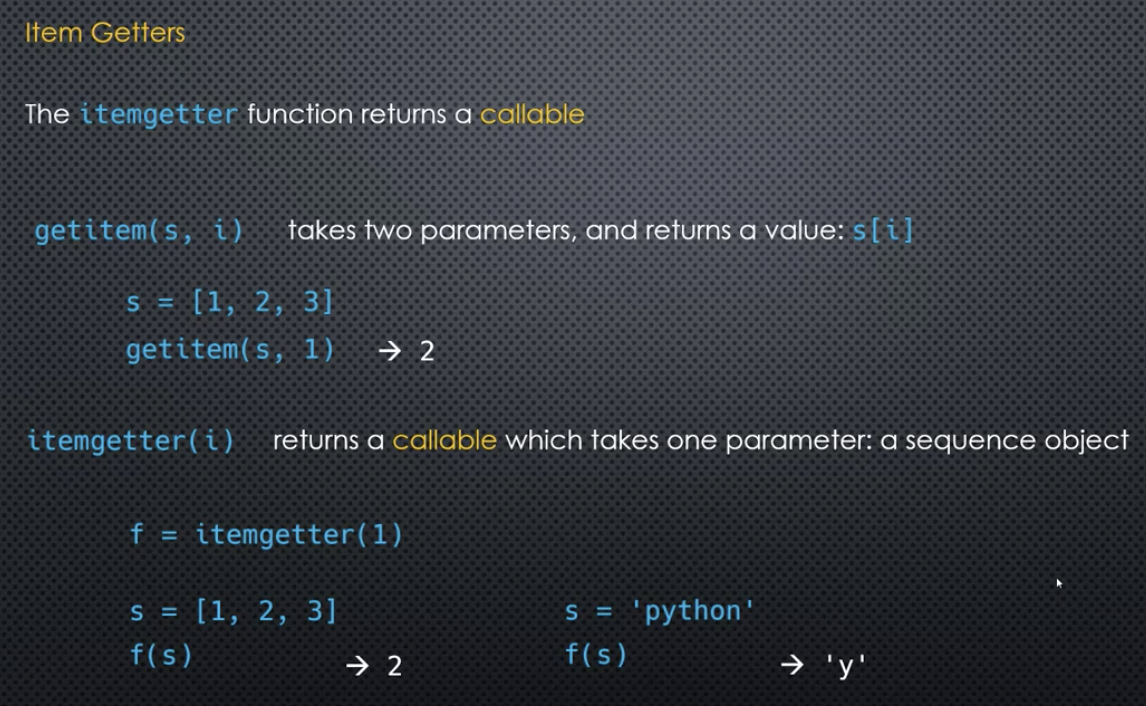 Item Getters
The itemgetter function returns a callable
getitem(s, i) takes two parameters, and returns a value: s[i]
s = [1, 2, 3]
getitem(s, 1) → 2
itemgetter(i) returns a callable which takes one parameter: a sequence object
f = itemgetter(1)
s = [1, 2, 3] s = 'python'
f(s) → 2 f(s) → 'y'